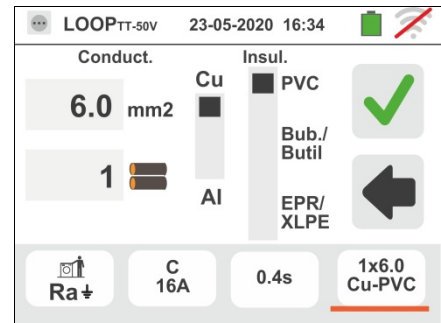 LOOPTT-50V 23-05-2020 16:34
Conduct. Insul.
Cu PVC
6.0 mm2
Bub./
Butil
1
Al EPR/
XLPE
Ra C
16A 0.4s 1x6.0
Cu-PVC